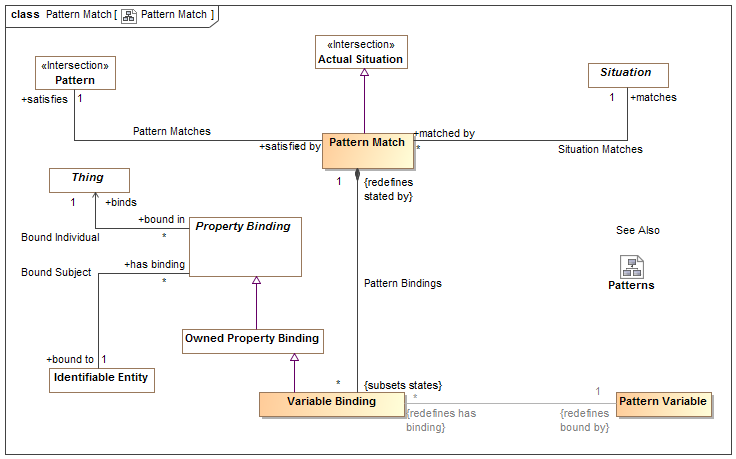 class Pattern Match [ Pattern Match ]
«Intersection»
Pattern
«Intersection»
Actual Situation
Situation
+satisfies
1
1
+matches
Pattern Matches
+satisfied by
*
Pattern Match
+matched by
*
Situation Matches
1
{redefines
stated by}
Thing
1
+binds
+bound in
*
Bound Individual
Property Binding
Bound Subject
+has binding
*
See Also
Patterns
Pattern Bindings
Owned Property Binding
+bound to
1
Identifiable Entity
*
{subsets states}
Variable Binding
*
{redefines has
binding}
1
{redefines
bound by}
Pattern Variable